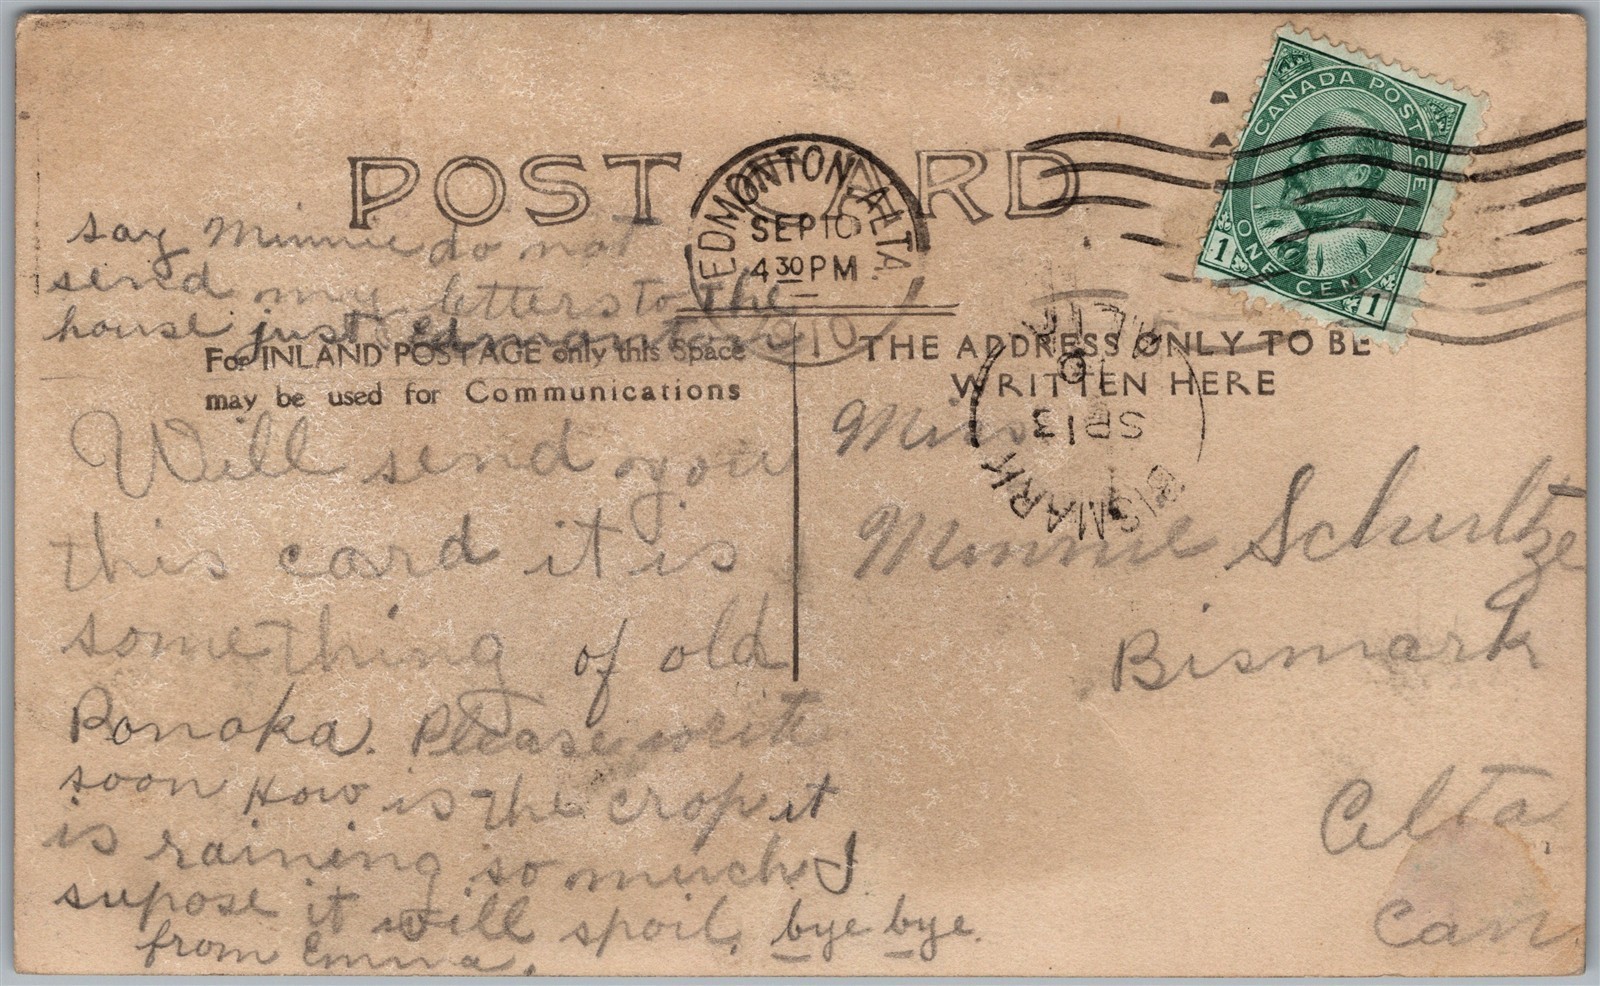 POST CARD
EDMONTON, ALTA.
SEP 10
4 30 PM
CANADA POSTAGE
ONE CENT
1 1
say Minnie do not
send my letters to the
house just Edmonton
For INLAND POSTAGE only this Space
may be used for Communications
Will send you
this card it is
something of old
Ponoka. Please write
soon How is the crop it
is raining so much I
supose it will spoil, bye bye.
from Emma.
THE ADDRESS ONLY TO BE
WRITTEN HERE
BISMARK
SP 13
10
ALTA
Miss
Minnie Schultze
Bismark
Alta
Can